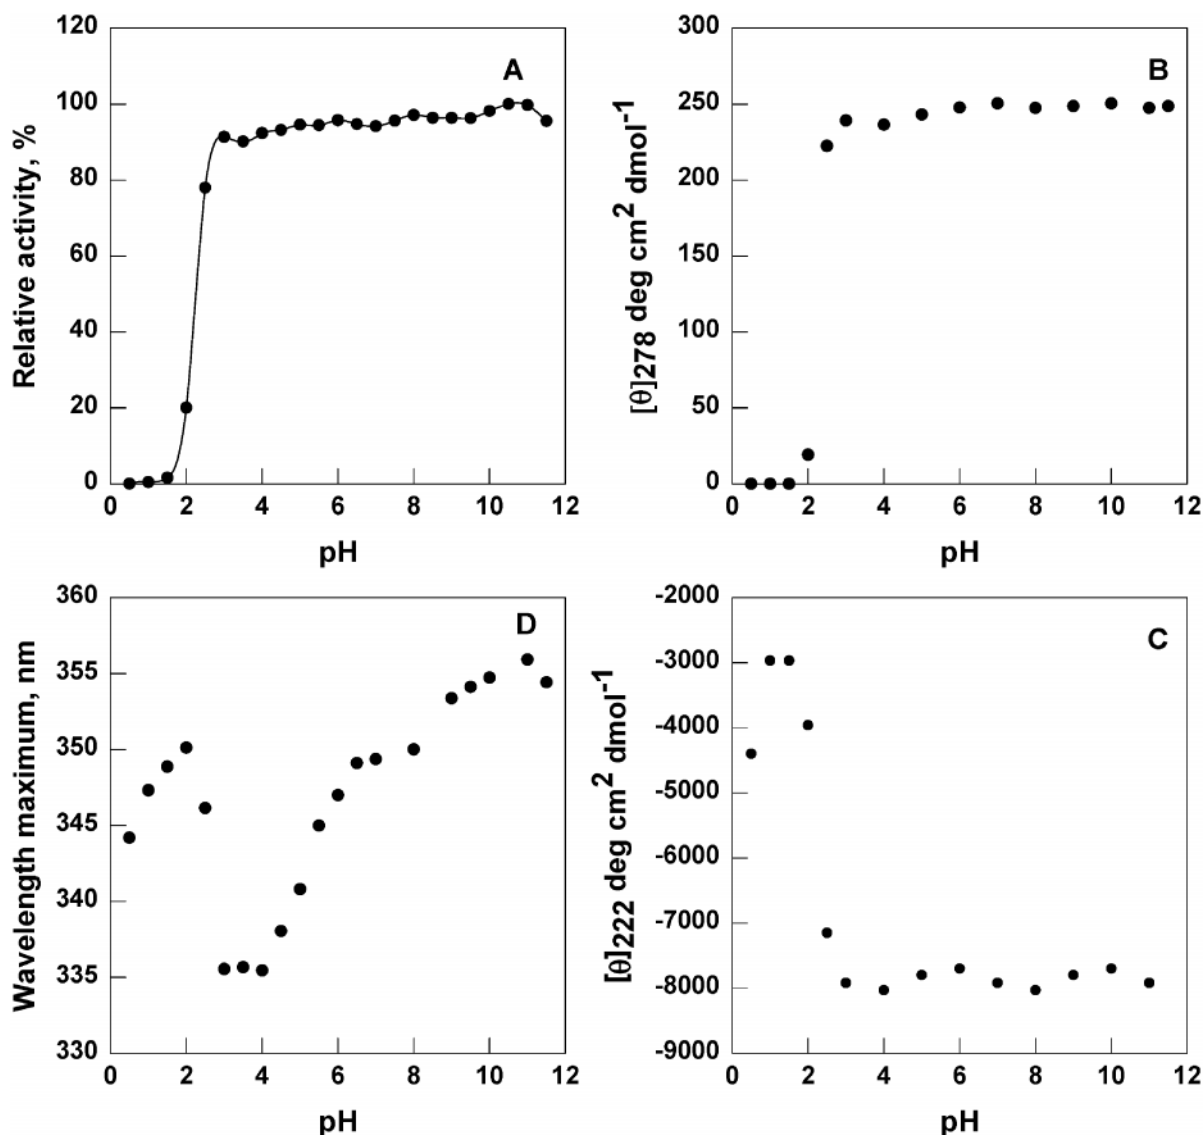 A
Relative activity, %
120
100
80
60
40
20
0
0 2 4 6 8 10 12
pH
B
[θ]278 deg cm2 dmol-1
300
250
200
150
100
50
0
0 2 4 6 8 10 12
pH
D
Wavelength maximum, nm
360
355
350
345
340
335
330
0 2 4 6 8 10 12
pH
C
[θ]222 deg cm2 dmol-1
-2000
-3000
-4000
-5000
-6000
-7000
-8000
-9000
0 2 4 6 8 10 12
pH